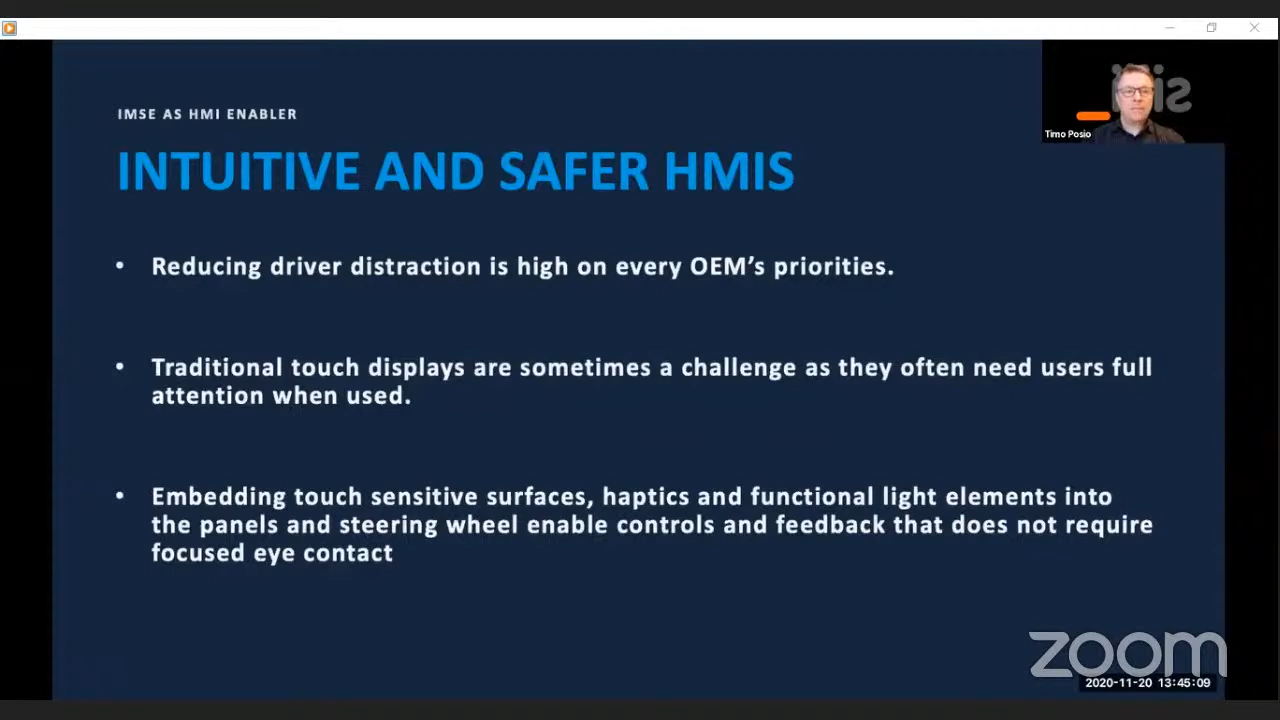 IMSE AS HMI ENABLER
INTUITIVE AND SAFER HMIS
Timo Posio
• Reducing driver distraction is high on every OEM’s priorities.
• Traditional touch displays are sometimes a challenge as they often need users full
attention when used.
• Embedding touch sensitive surfaces, haptics and functional light elements into
the panels and steering wheel enable controls and feedback that does not require
focused eye contact
zoom
2020-11-20 13:45:09